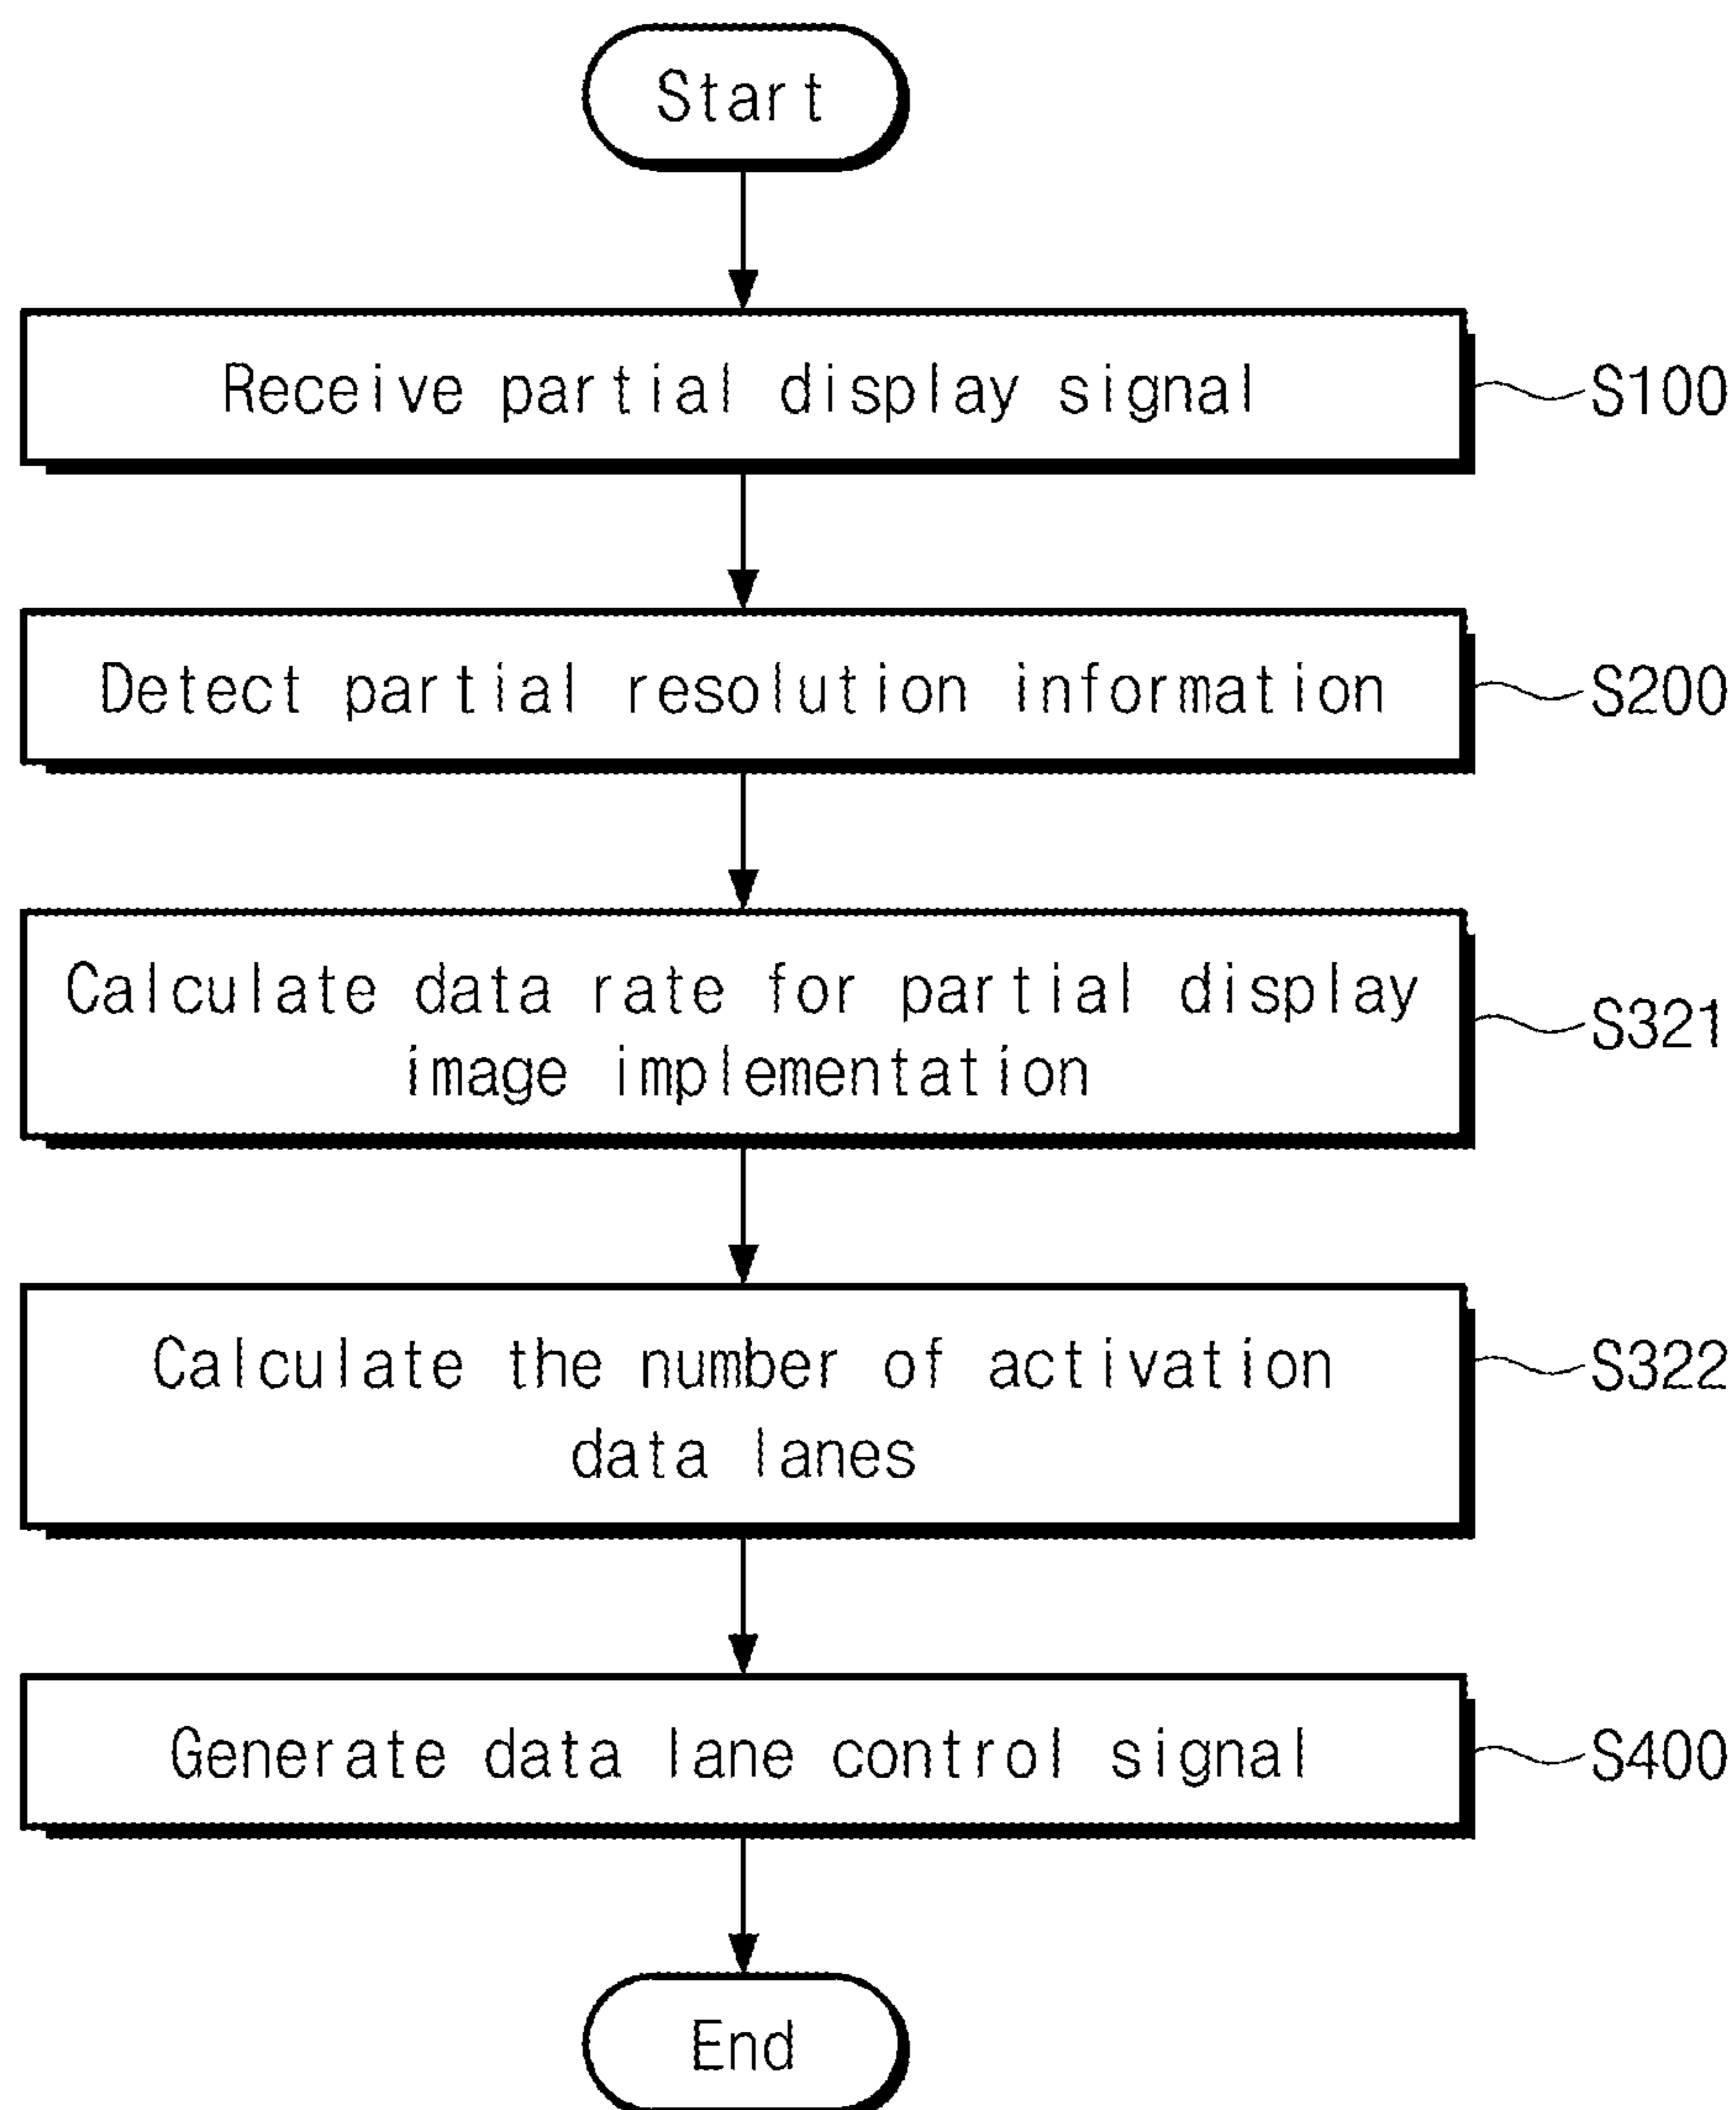 Start
Receive partial display signal
S100
Detect partial resolution information
S200
Calculate data rate for partial display
image implementation
S321
Calculate the number of activation
data lanes
S322
Generate data lane control signal
S400
End